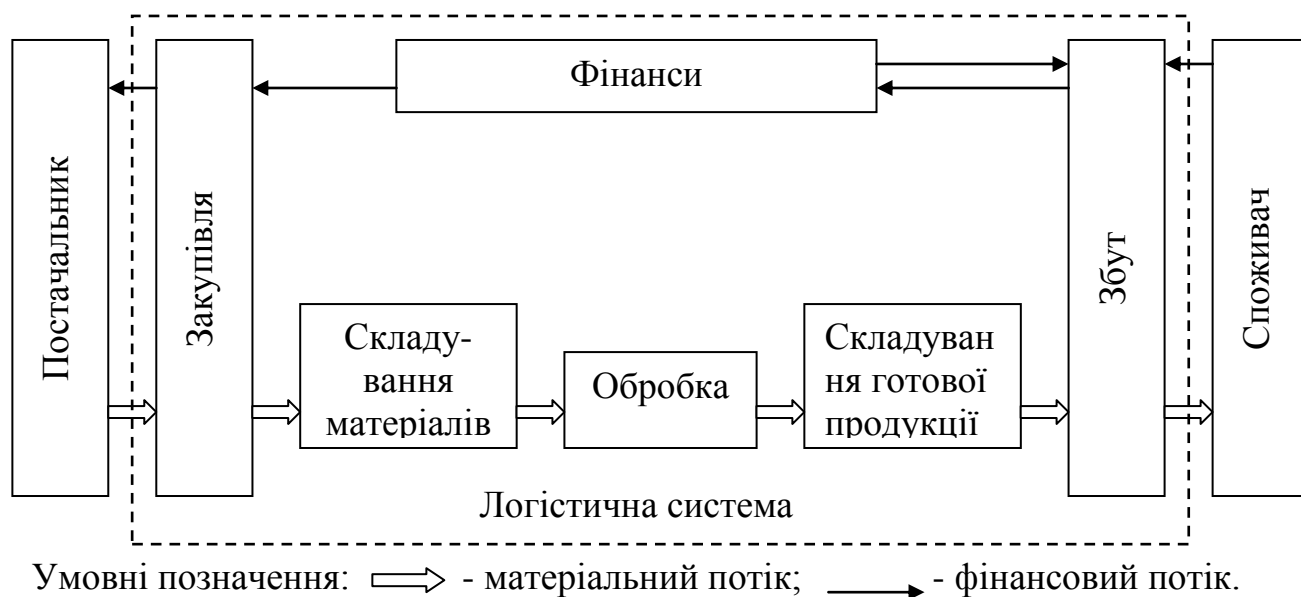 Фінанси
Постачальник
Закупівля
Складу-
вання
матеріалів
Обробка
Складуван
ня готової
продукції
Збут
Споживач
Логістична система
Умовні позначення: - матеріальний потік; - фінансовий потік.